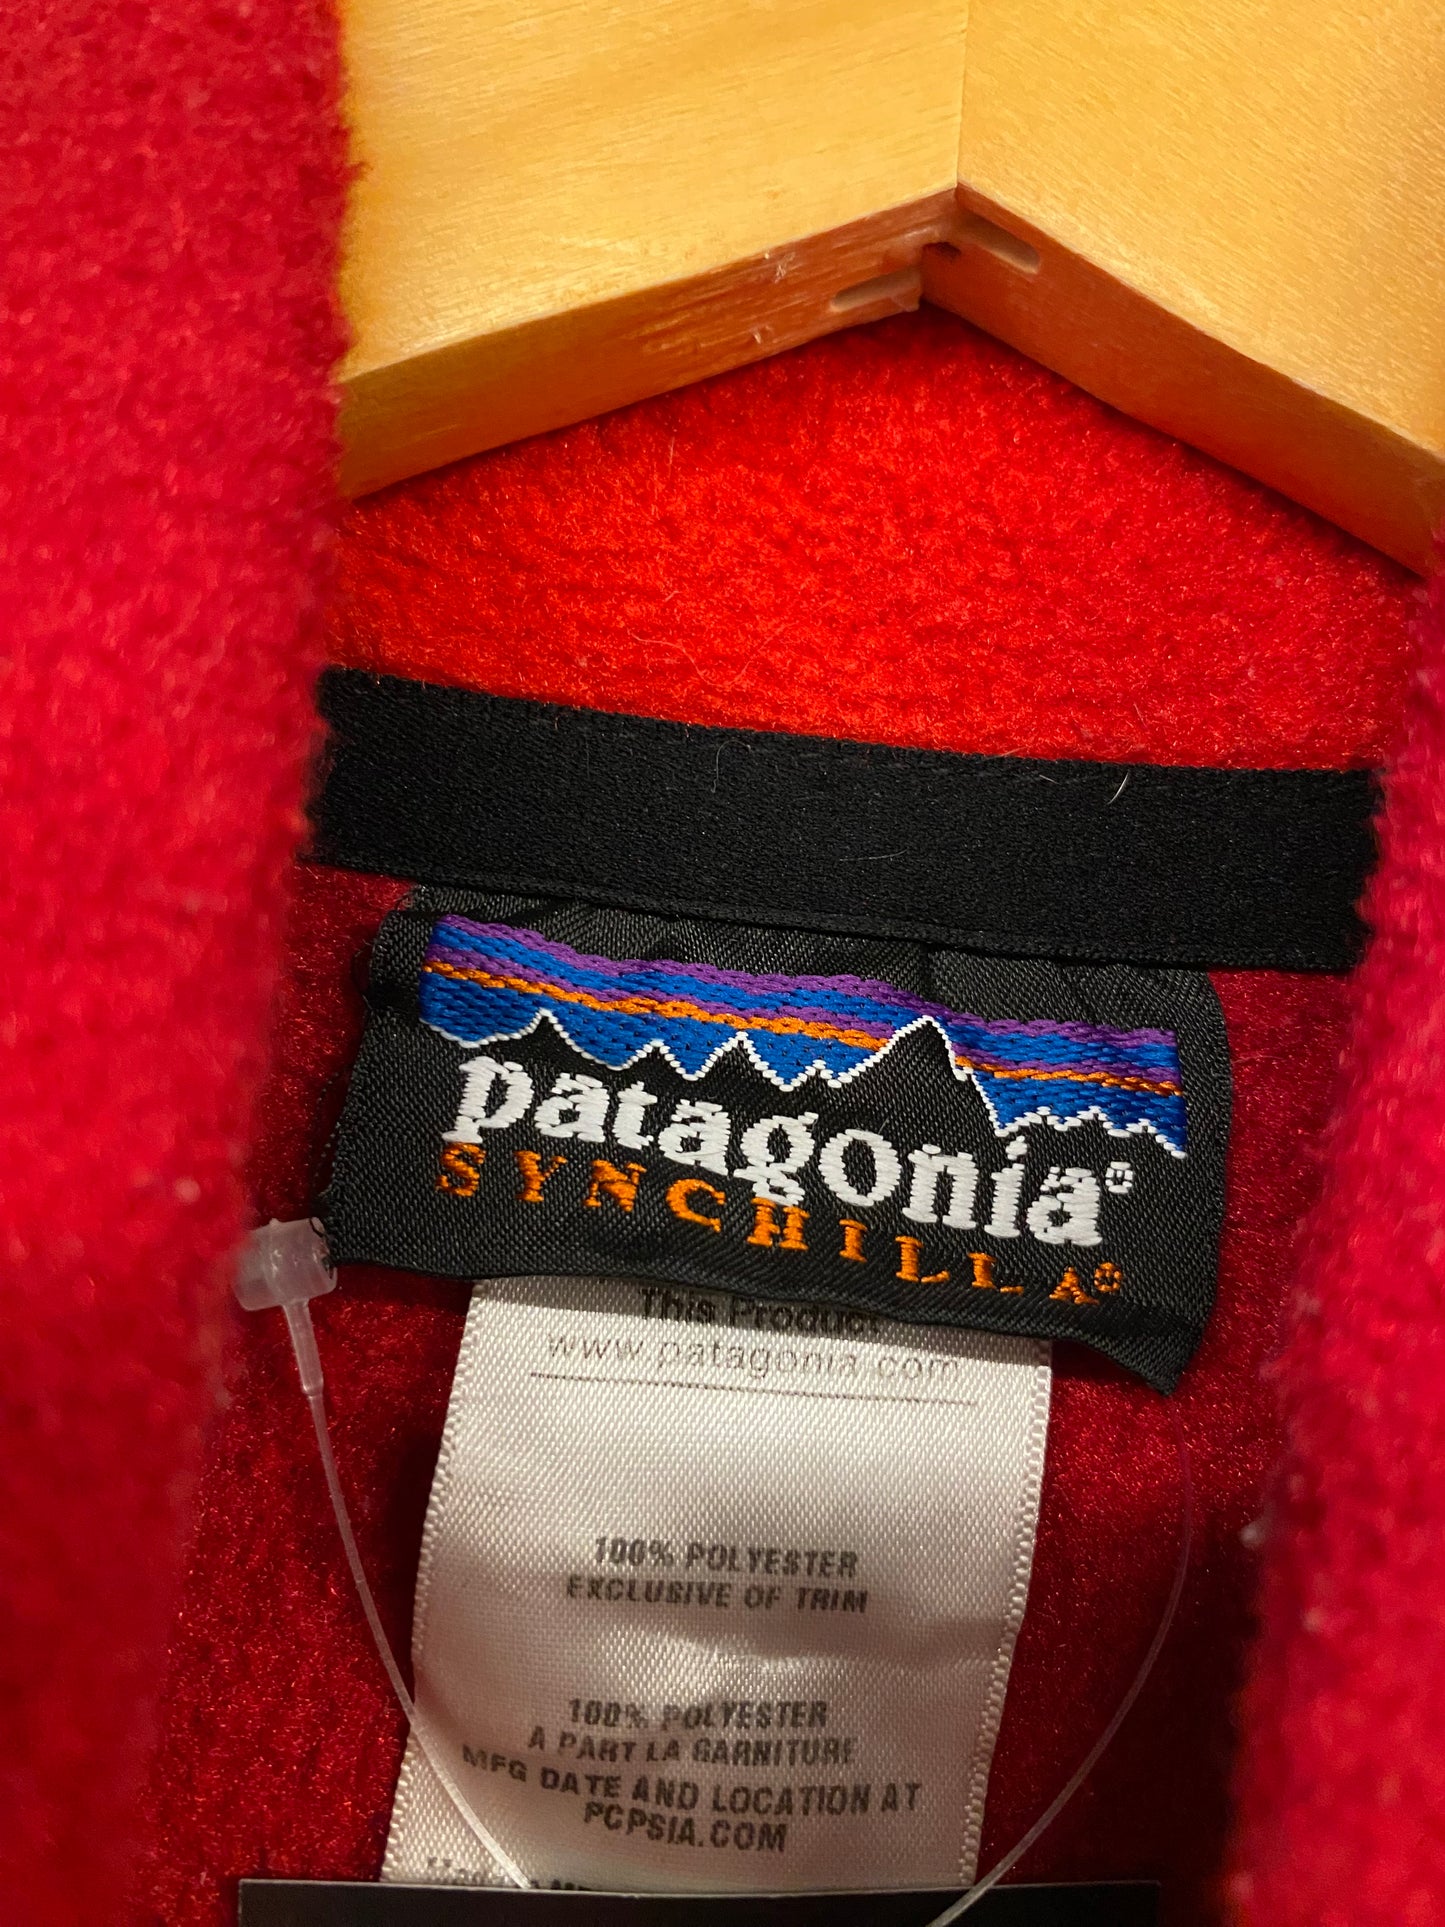 patagonia®
SYNCHILLA®
This Product
www.patagonia.com
100% POLYESTER
EXCLUSIVE OF TRIM
100% POLYESTER
A PART LA GARNITURE
MFG DATE AND LOCATION AT
PCPSIA.COM